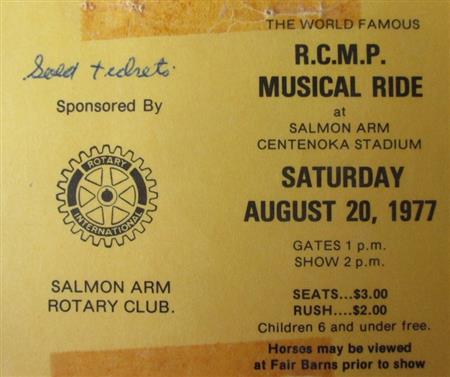 Sold tickets.
Sponsored By
ROTARY
INTERNATIONAL
SALMON ARM
ROTARY CLUB.
THE WORLD FAMOUS
R.C.M.P.
MUSICAL RIDE
at
SALMON ARM
CENTENOKA STADIUM
SATURDAY
AUGUST 20, 1977
GATES 1 p.m.
SHOW 2 p.m.
SEATS...$3.00
RUSH....$2.00
Children 6 and under free.
Horses may be viewed
at Fair Barns prior to show